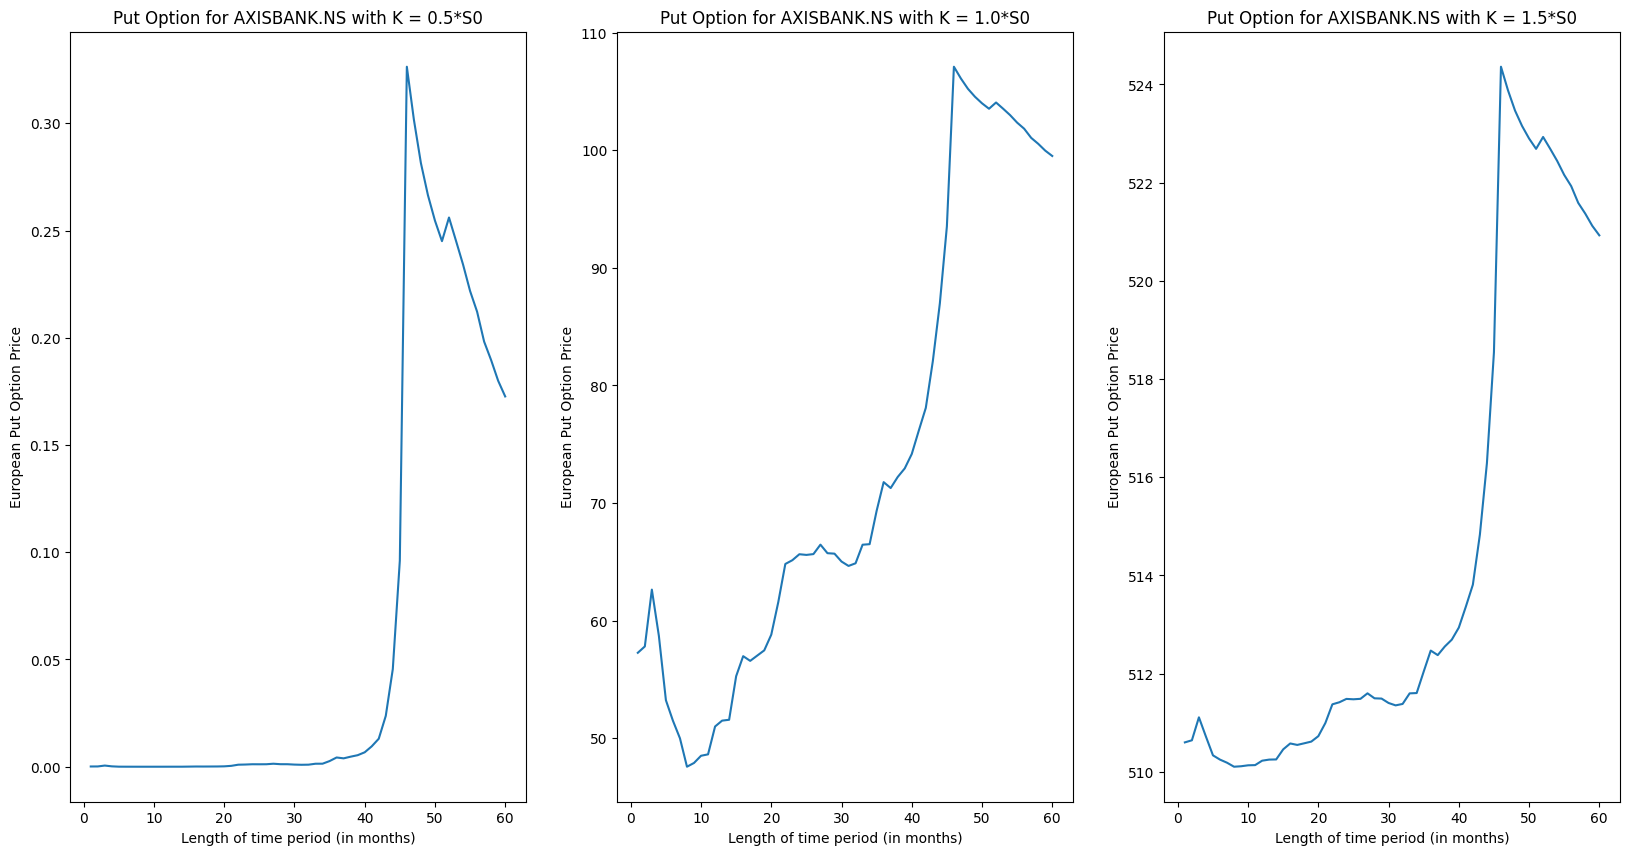 Put Option for AXISBANK.NS with K = 0.5*S0
European Put Option Price
0.30
0.25
0.20
0.15
0.10
0.05
0.00
0 10 20 30 40 50 60
Length of time period (in months)
Put Option for AXISBANK.NS with K = 1.0*S0
European Put Option Price
110
100
90
80
70
60
50
0 10 20 30 40 50 60
Length of time period (in months)
Put Option for AXISBANK.NS with K = 1.5*S0
European Put Option Price
524
522
520
518
516
514
512
510
0 10 20 30 40 50 60
Length of time period (in months)